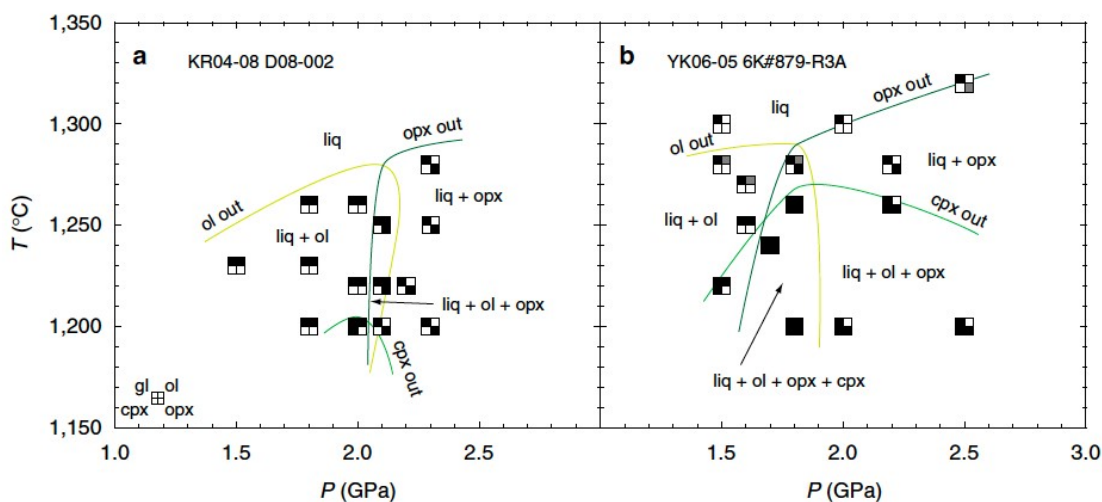 a KR04-08 D08-002
b YK06-05 6K#879-R3A
1,350
1,300
1,250
1,200
1,150
T (°C)
liq
opx out
ol out
liq + opx
liq + ol
liq + ol + opx
cpx out
gl ol
cpx opx
1.0 1.5 2.0 2.5
P (GPa)
liq
opx out
ol out
liq + opx
liq + ol
cpx out
liq + ol + opx
liq + ol + opx + cpx
1.5 2.0 2.5 3.0
P (GPa)